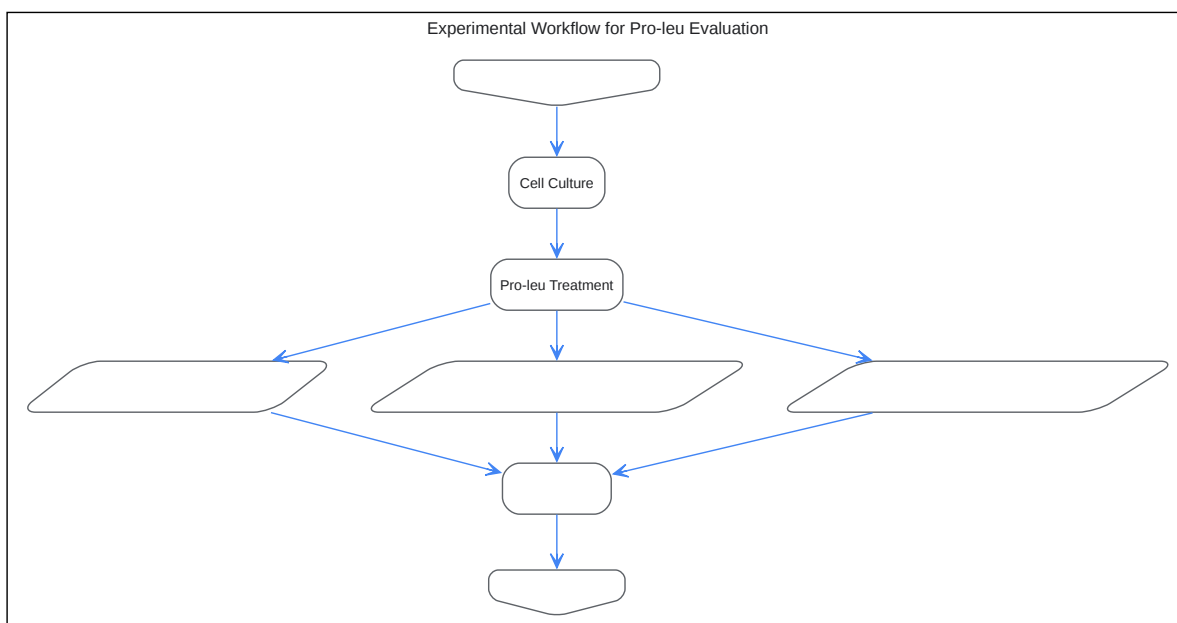 Experimental Workflow for Pro-leu Evaluation
Cell Culture
Pro-leu Treatment